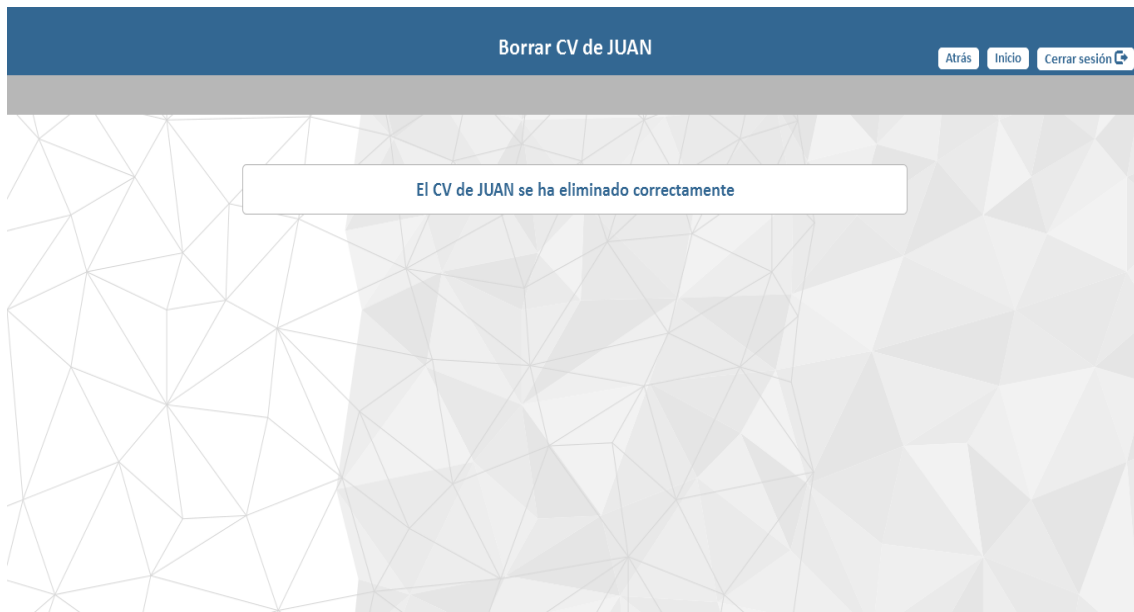 Borrar CV de JUAN
Atrás
Inicio
Cerrar sesión
El CV de JUAN se ha eliminado correctamente